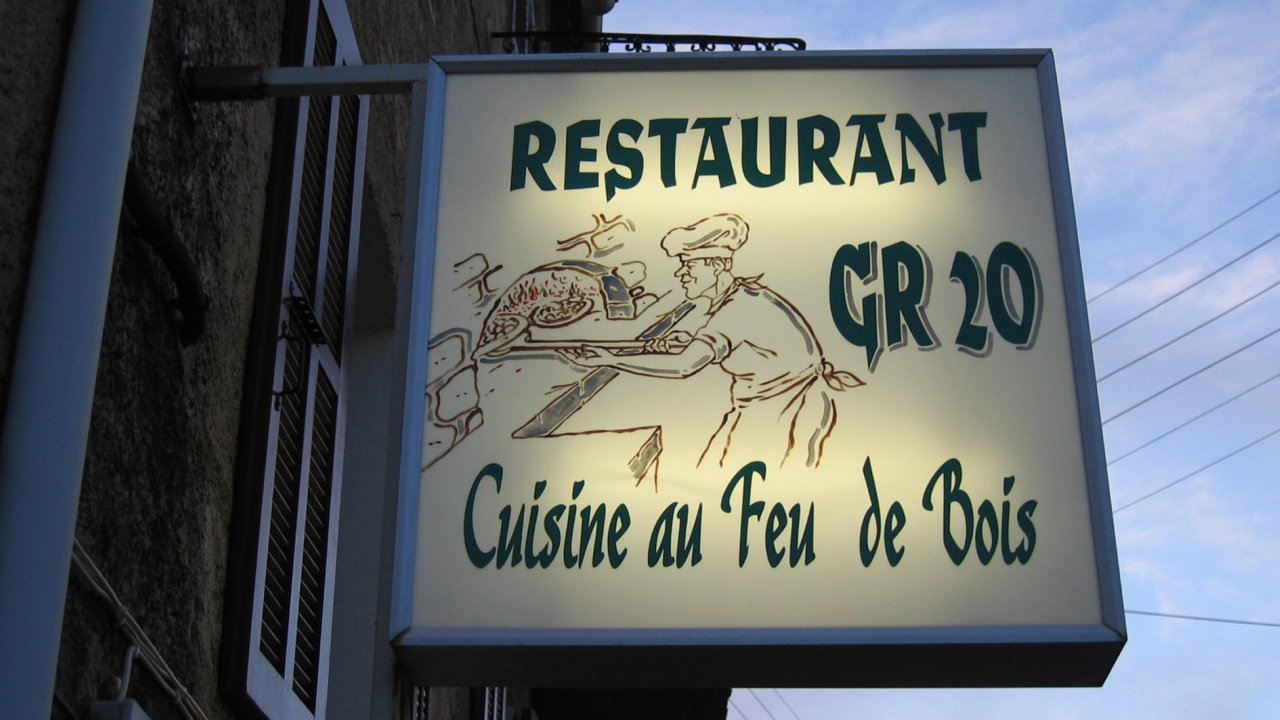 RESTAURANT
GR 20
Cuisine au Feu de Bois